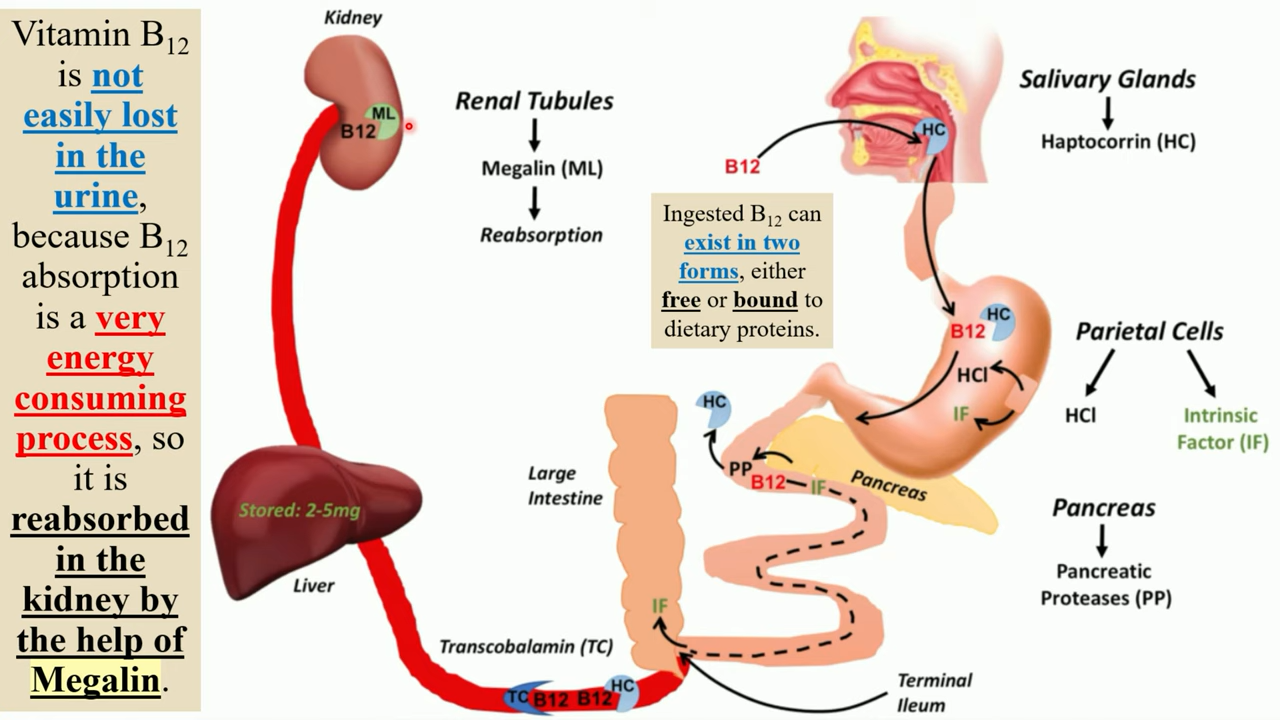 Vitamin B12
is not
easily lost
in the
urine,
because B12
absorption
is a very
energy
consuming
process, so
it is
reabsorbed
in the
kidney by
the help of
Megalin.
Kidney
ML
B12
Renal Tubules
Megalin (ML)
Reabsorption
B12
HC
Salivary Glands
Haptocorrin (HC)
Ingested B12 can
exist in two
forms, either
free or bound to
dietary proteins.
HC
B12
HCl
IF
Parietal Cells
HCl
Intrinsic
Factor (IF)
HC
PP
B12
IF
Pancreas
Pancreas
Pancreatic
Proteases (PP)
Large
Intestine
Stored: 2-5mg
Liver
IF
Transcobalamin (TC)
TC B12 B12 HC
Terminal
Ileum